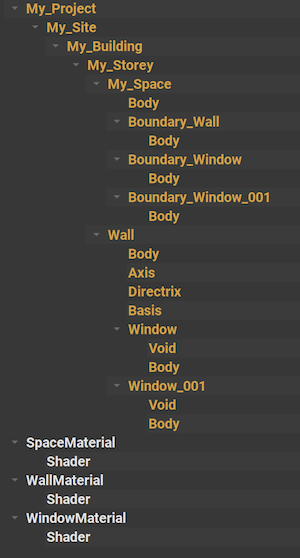 My_Project
My_Site
My_Building
My_Storey
My_Space
Body
Boundary_Wall
Body
Boundary_Window
Body
Boundary_Window_001
Body
Wall
Body
Axis
Directrix
Basis
Window
Void
Body
Window_001
Void
Body
SpaceMaterial
Shader
WallMaterial
Shader
WindowMaterial
Shader